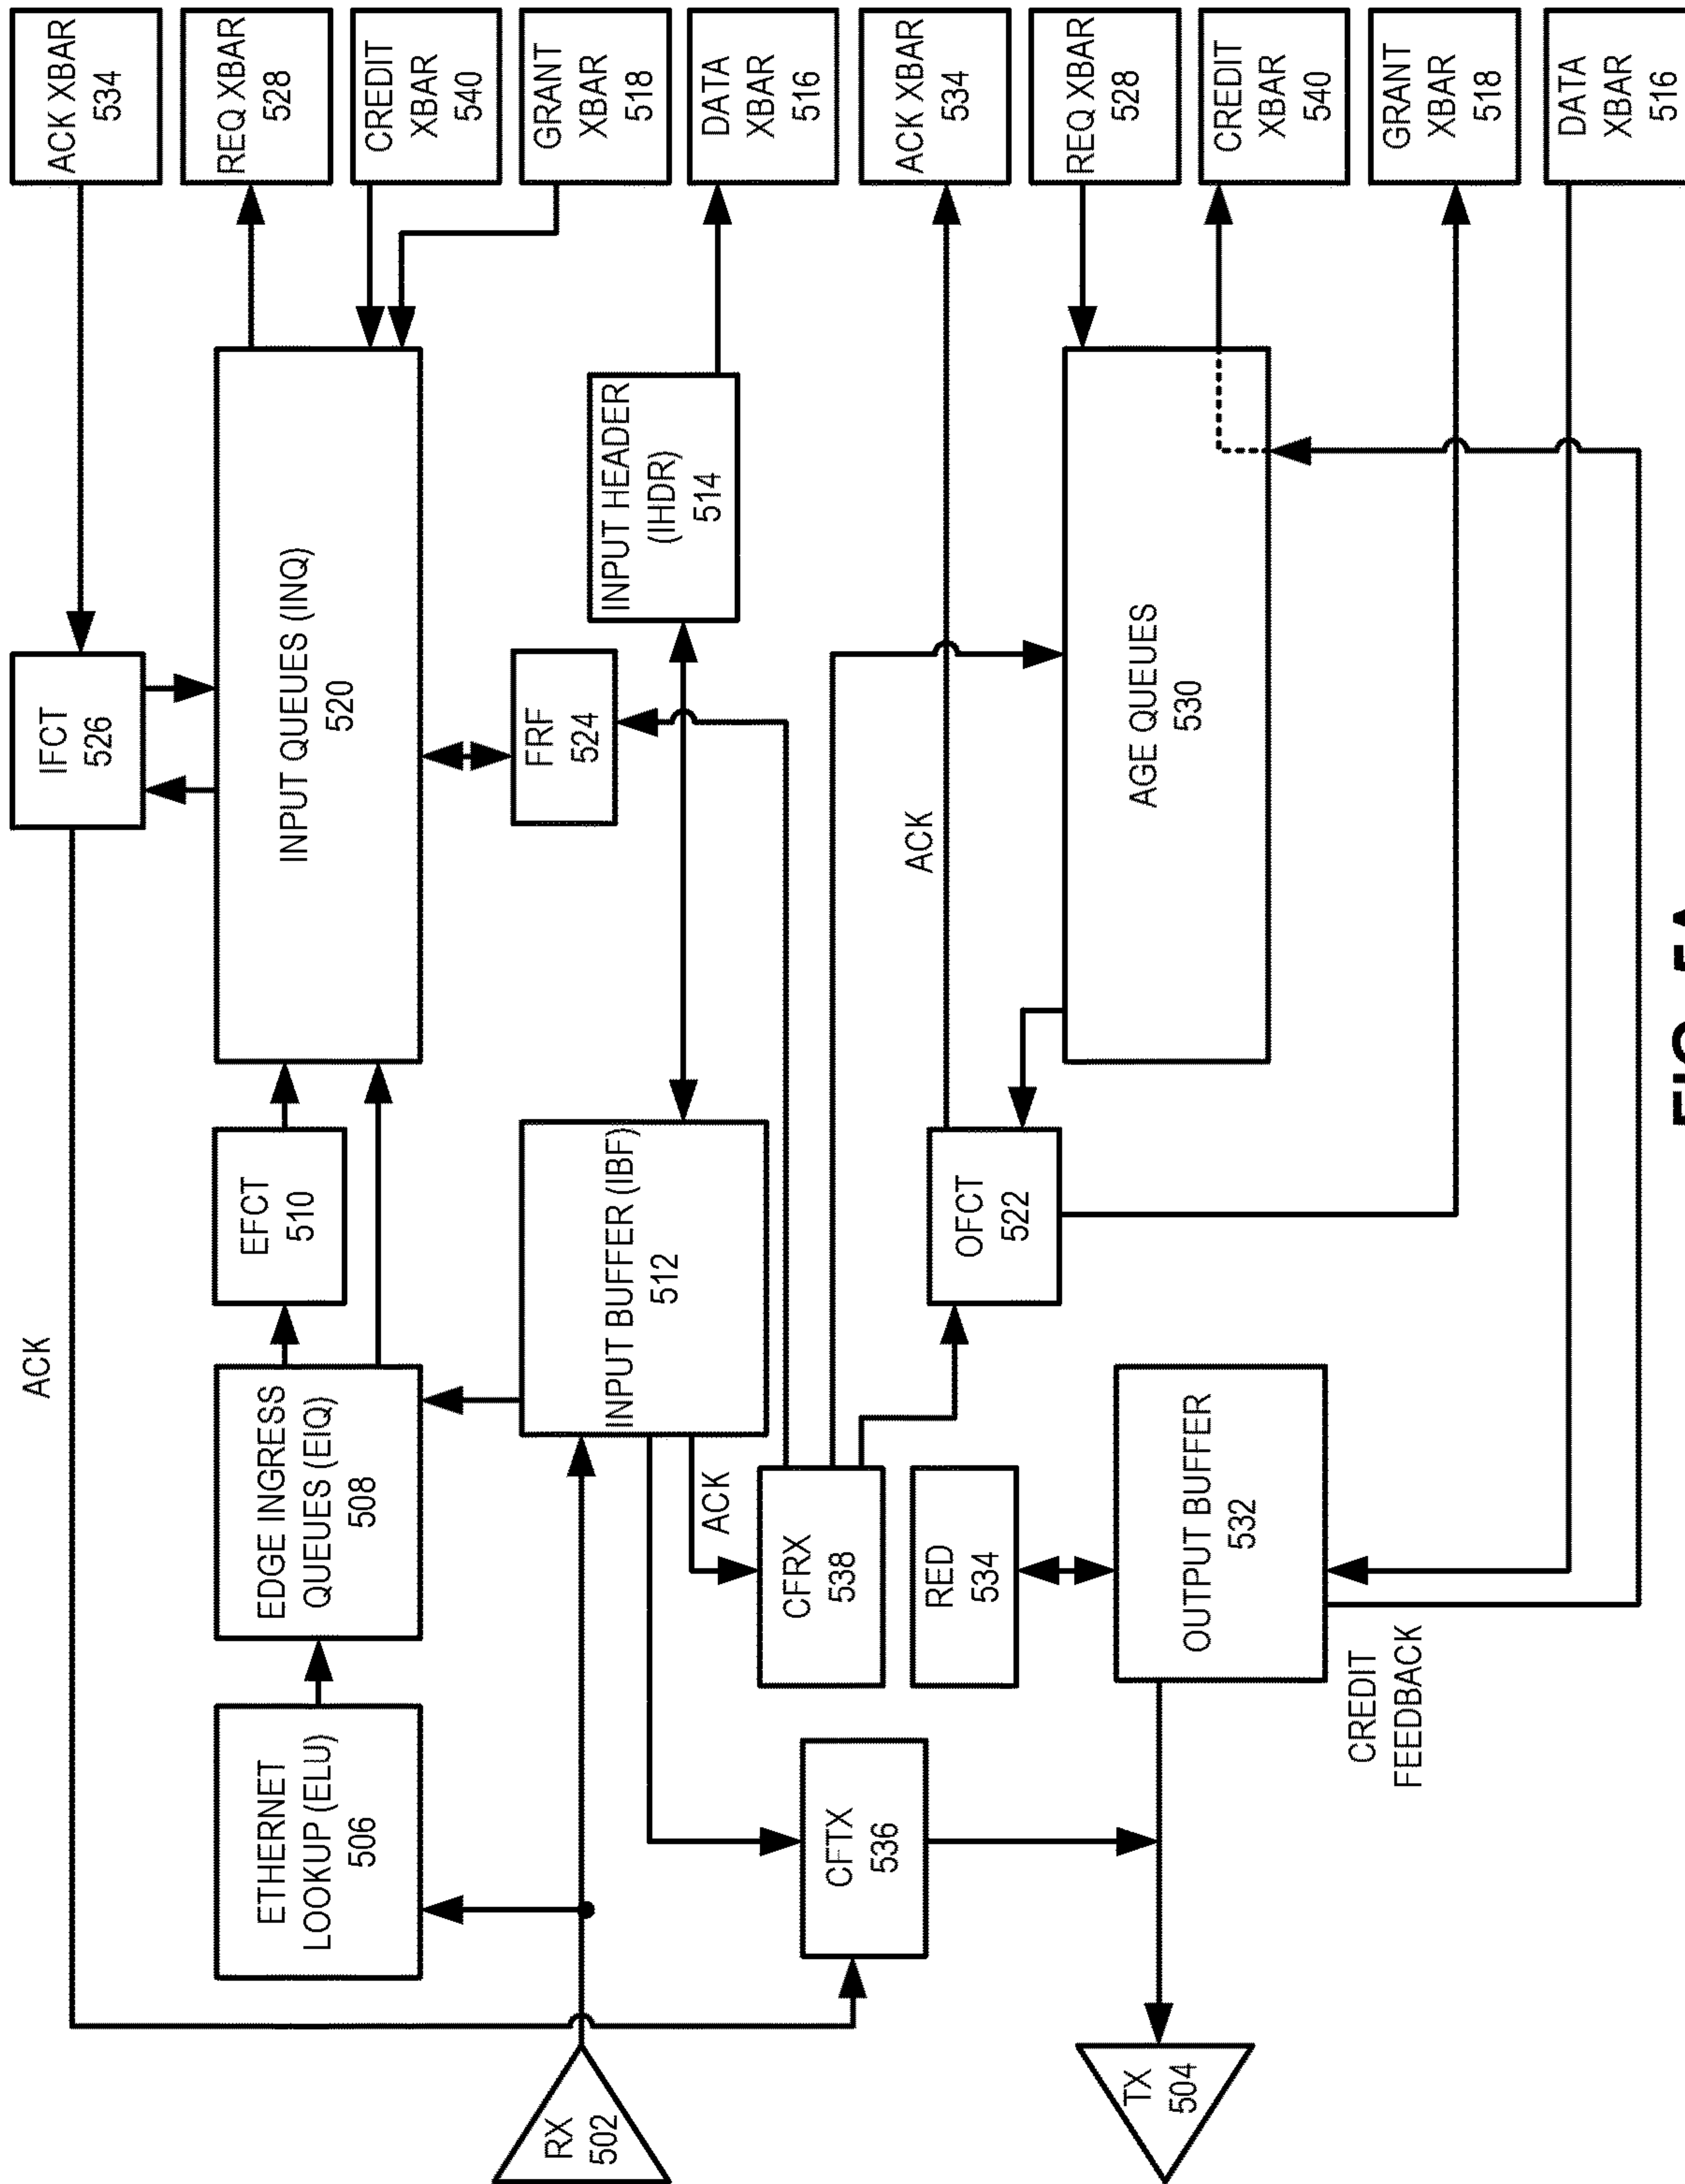 ACK
IFCT
526
ACK XBAR
534
ETHERNET
LOOKUP (ELU)
506
EDGE INGRESS
QUEUES (EIQ)
508
EFCT
510
INPUT QUEUES (INQ)
520
REQ XBAR
528
CREDIT
XBAR
540
GRANT
XBAR
518
RX
502
INPUT BUFFER (IBF)
512
FRF
524
INPUT HEADER
(IHDR)
514
DATA
XBAR
516
ACK
CFTX
536
CFRX
538
ACK
ACK XBAR
534
RED
534
OFCT
522
AGE QUEUES
530
REQ XBAR
528
TX
504
OUTPUT BUFFER
532
CREDIT
XBAR
540
CREDIT
FEEDBACK
GRANT
XBAR
518
DATA
XBAR
516
FIG. 5A